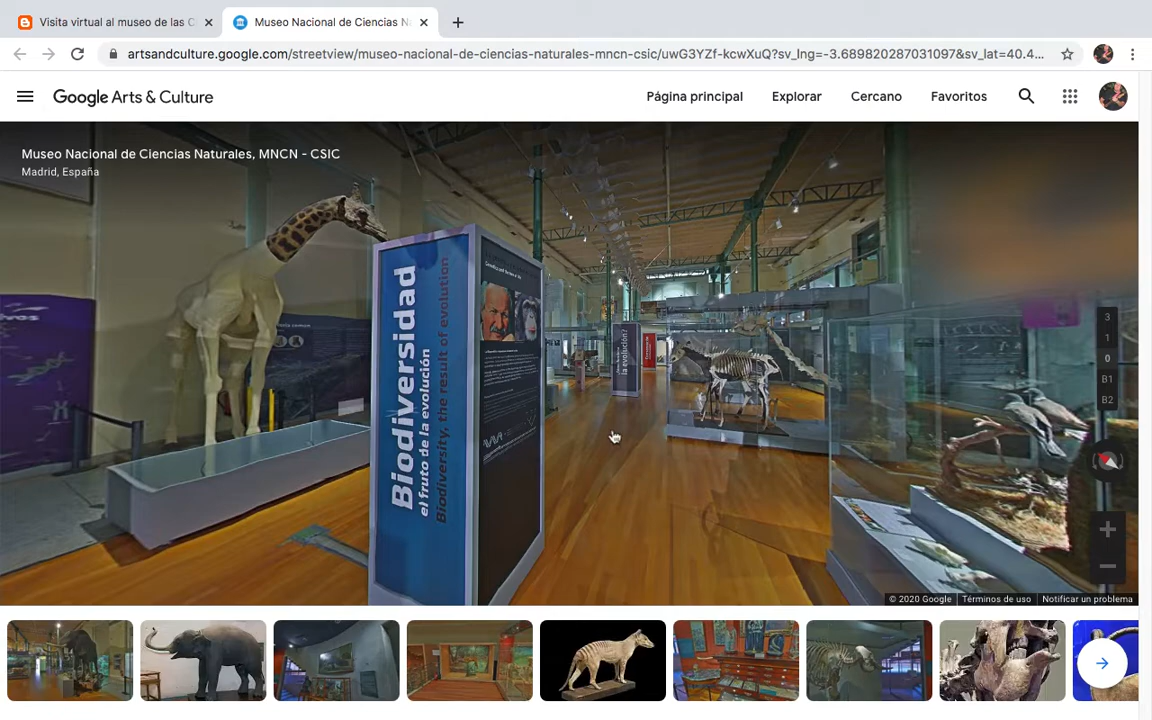 Visita virtual al museo de las C
Museo Nacional de Ciencias N
artsandculture.google.com/streetview/museo-nacional-de-ciencias-naturales-mncn-csic/uwG3YZf-kcwXuQ?sv_lng=-3.689820287031097&sv_lat=40.4...
Google Arts & Culture
Página principal
Explorar
Cercano
Favoritos
Museo Nacional de Ciencias Naturales, MNCN - CSIC
Madrid, España
Biodiversidad
el fruto de la evolución
Biodiversity, the result of evolution
la evolución?
3
1
0
B1
B2
© 2020 Google
Términos de uso
Notificar un problema